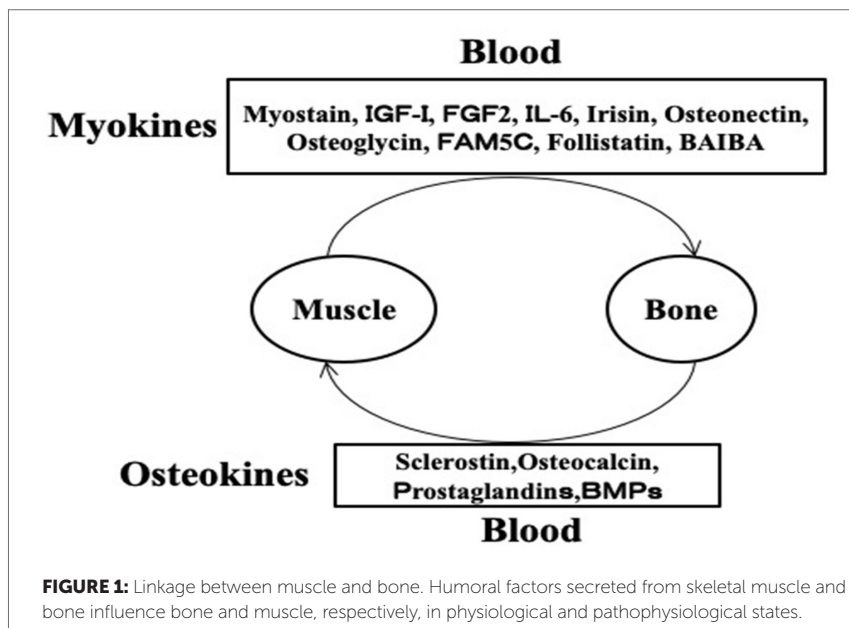 Blood
Myokines
Myostain, IGF-I, FGF2, IL-6, Irisin, Osteonectin,
Osteoglycin, FAM5C, Follistatin, BAIBA
Muscle
Bone
Osteokines
Sclerostin,Osteocalcin,
Prostaglandins,BMPs
Blood
FIGURE 1: Linkage between muscle and bone. Humoral factors secreted from skeletal muscle and
bone influence bone and muscle, respectively, in physiological and pathophysiological states.